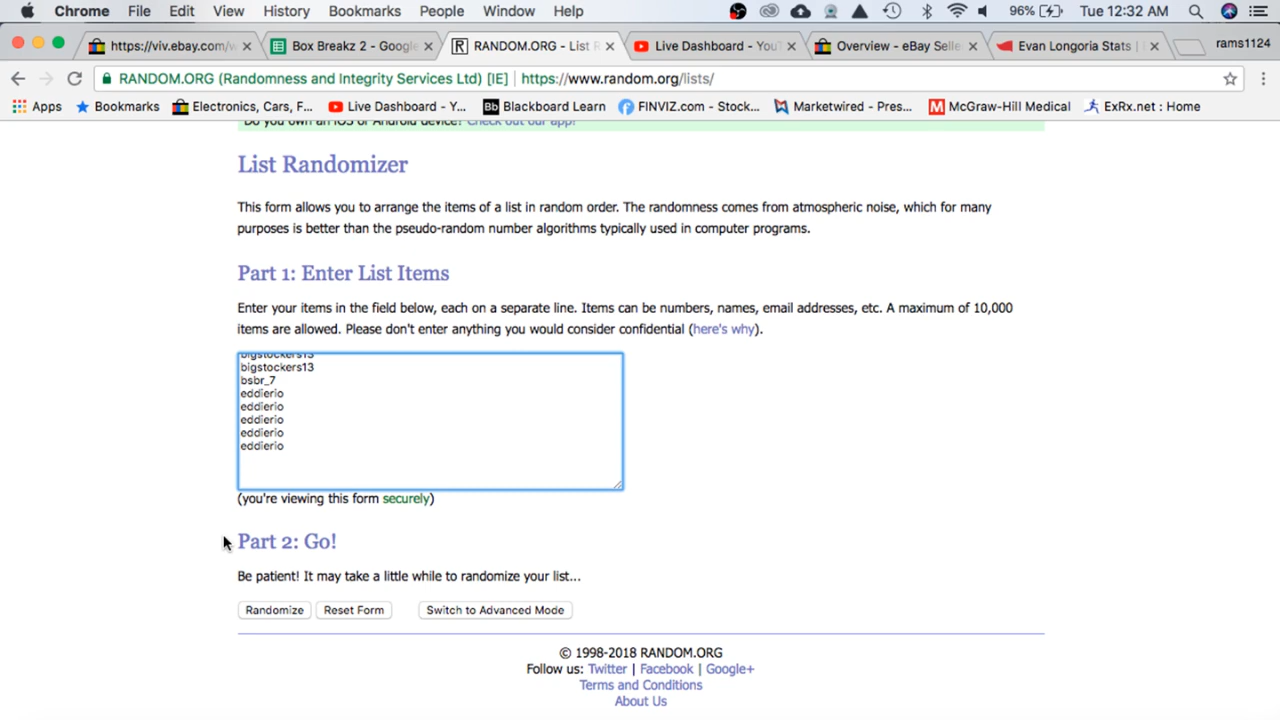 Chrome File Edit View History Bookmarks People Window Help 96% Tue 12:32 AM
https://viv.ebay.com/w Box Breakz 2 - Google RANDOM.ORG - List R Live Dashboard - YouT Overview - eBay Selle Evan Longoria Stats | rams1124
RANDOM.ORG (Randomness and Integrity Services Ltd) [IE] https://www.random.org/lists/
Apps Bookmarks Electronics, Cars, F... Live Dashboard - Y... Bb Blackboard Learn FINVIZ.com - Stock... Marketwired - Pres... McGraw-Hill Medical ExRx.net : Home
Do you own an iOS or Android device? Check out our app!
List Randomizer
This form allows you to arrange the items of a list in random order. The randomness comes from atmospheric noise, which for many
purposes is better than the pseudo-random number algorithms typically used in computer programs.
Part 1: Enter List Items
Enter your items in the field below, each on a separate line. Items can be numbers, names, email addresses, etc. A maximum of 10,000
items are allowed. Please don't enter anything you would consider confidential (here's why).
bigstockers13
bigstockers13
bsbr_7
eddierio
eddierio
eddierio
eddierio
eddierio
(you're viewing this form securely)
Part 2: Go!
Be patient! It may take a little while to randomize your list...
Randomize Reset Form Switch to Advanced Mode
© 1998-2018 RANDOM.ORG
Follow us: Twitter | Facebook | Google+
Terms and Conditions
About Us